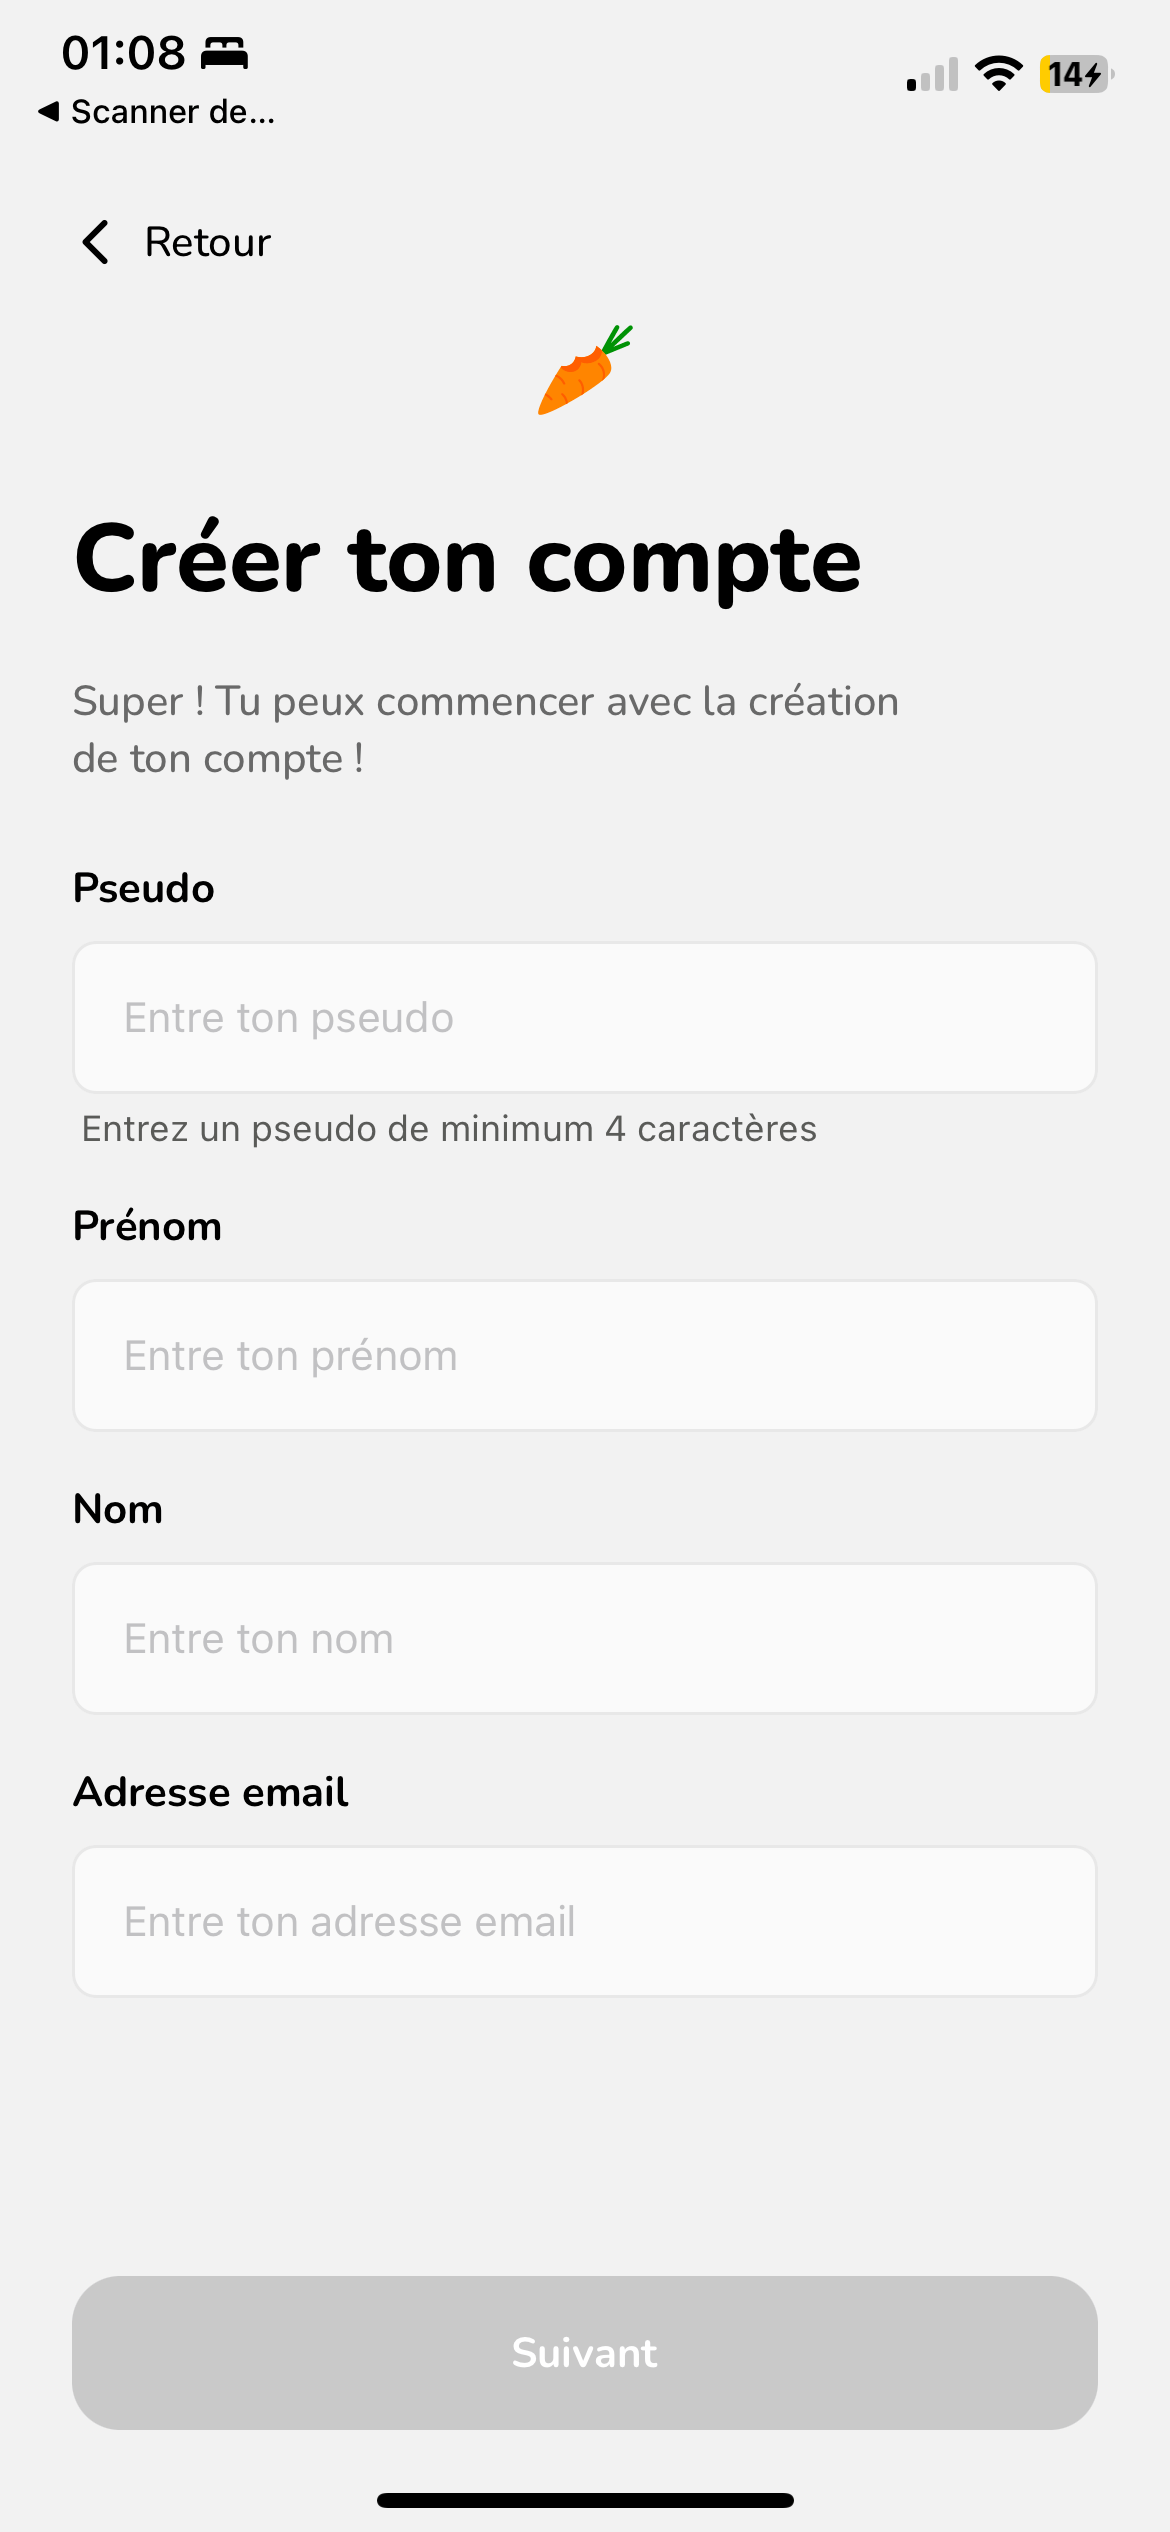 01:08
14
Scanner de...
Retour
Créer ton compte
Super ! Tu peux commencer avec la création
de ton compte !
Pseudo
Entre ton pseudo
Entrez un pseudo de minimum 4 caractères
Prénom
Entre ton prénom
Nom
Entre ton nom
Adresse email
Entre ton adresse email
Suivant